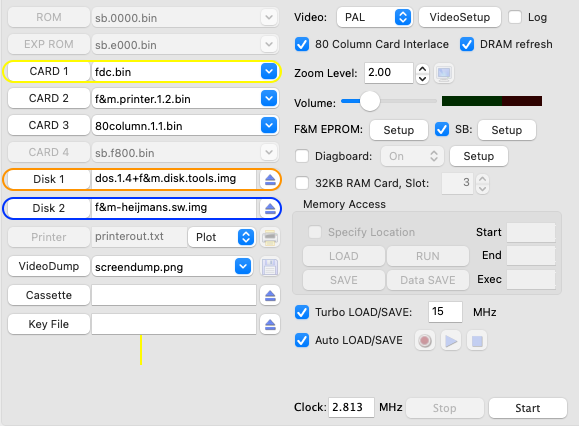 ROM sb.0000.bin
EXP ROM sb.e000.bin
CARD 1 fdc.bin
CARD 2 f&m.printer.1.2.bin
CARD 3 80column.1.1.bin
CARD 4 sb.f800.bin
Disk 1 dos.1.4+f&m.disk.tools.img
Disk 2 f&m-heijmans.sw.img
Printer printerout.txt Plot
VideoDump screendump.png
Cassette
Key File
Video: PAL VideoSetup Log
80 Column Card Interlace DRAM refresh
Zoom Level: 2.00
Volume:
F&M EPROM: Setup SB: Setup
Diagboard: On Setup
32KB RAM Card, Slot: 3
Memory Access
Specify Location Start
LOAD RUN End
SAVE Data SAVE Exec
Turbo LOAD/SAVE: 15 MHz
Auto LOAD/SAVE
Clock: 2.813 MHz Stop Start